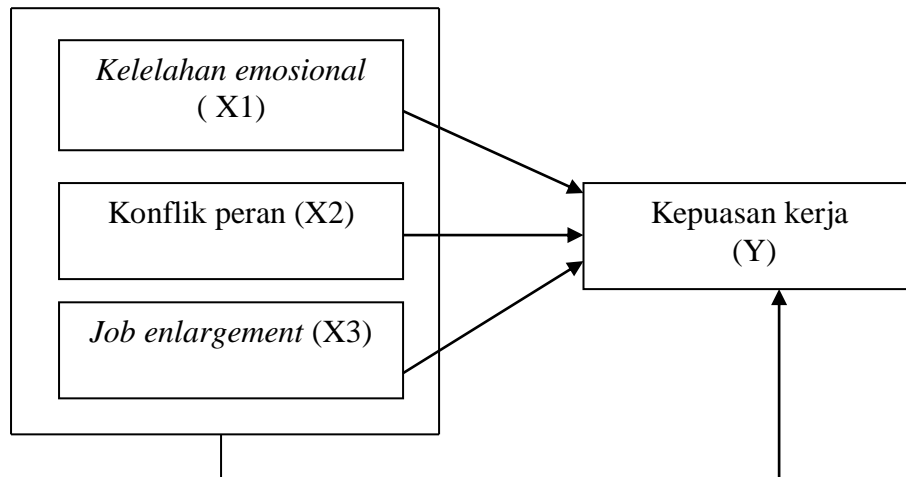 Kelelahan emosional
( X1)
Konflik peran (X2)
Job enlargement (X3)
Kepuasan kerja
(Y)